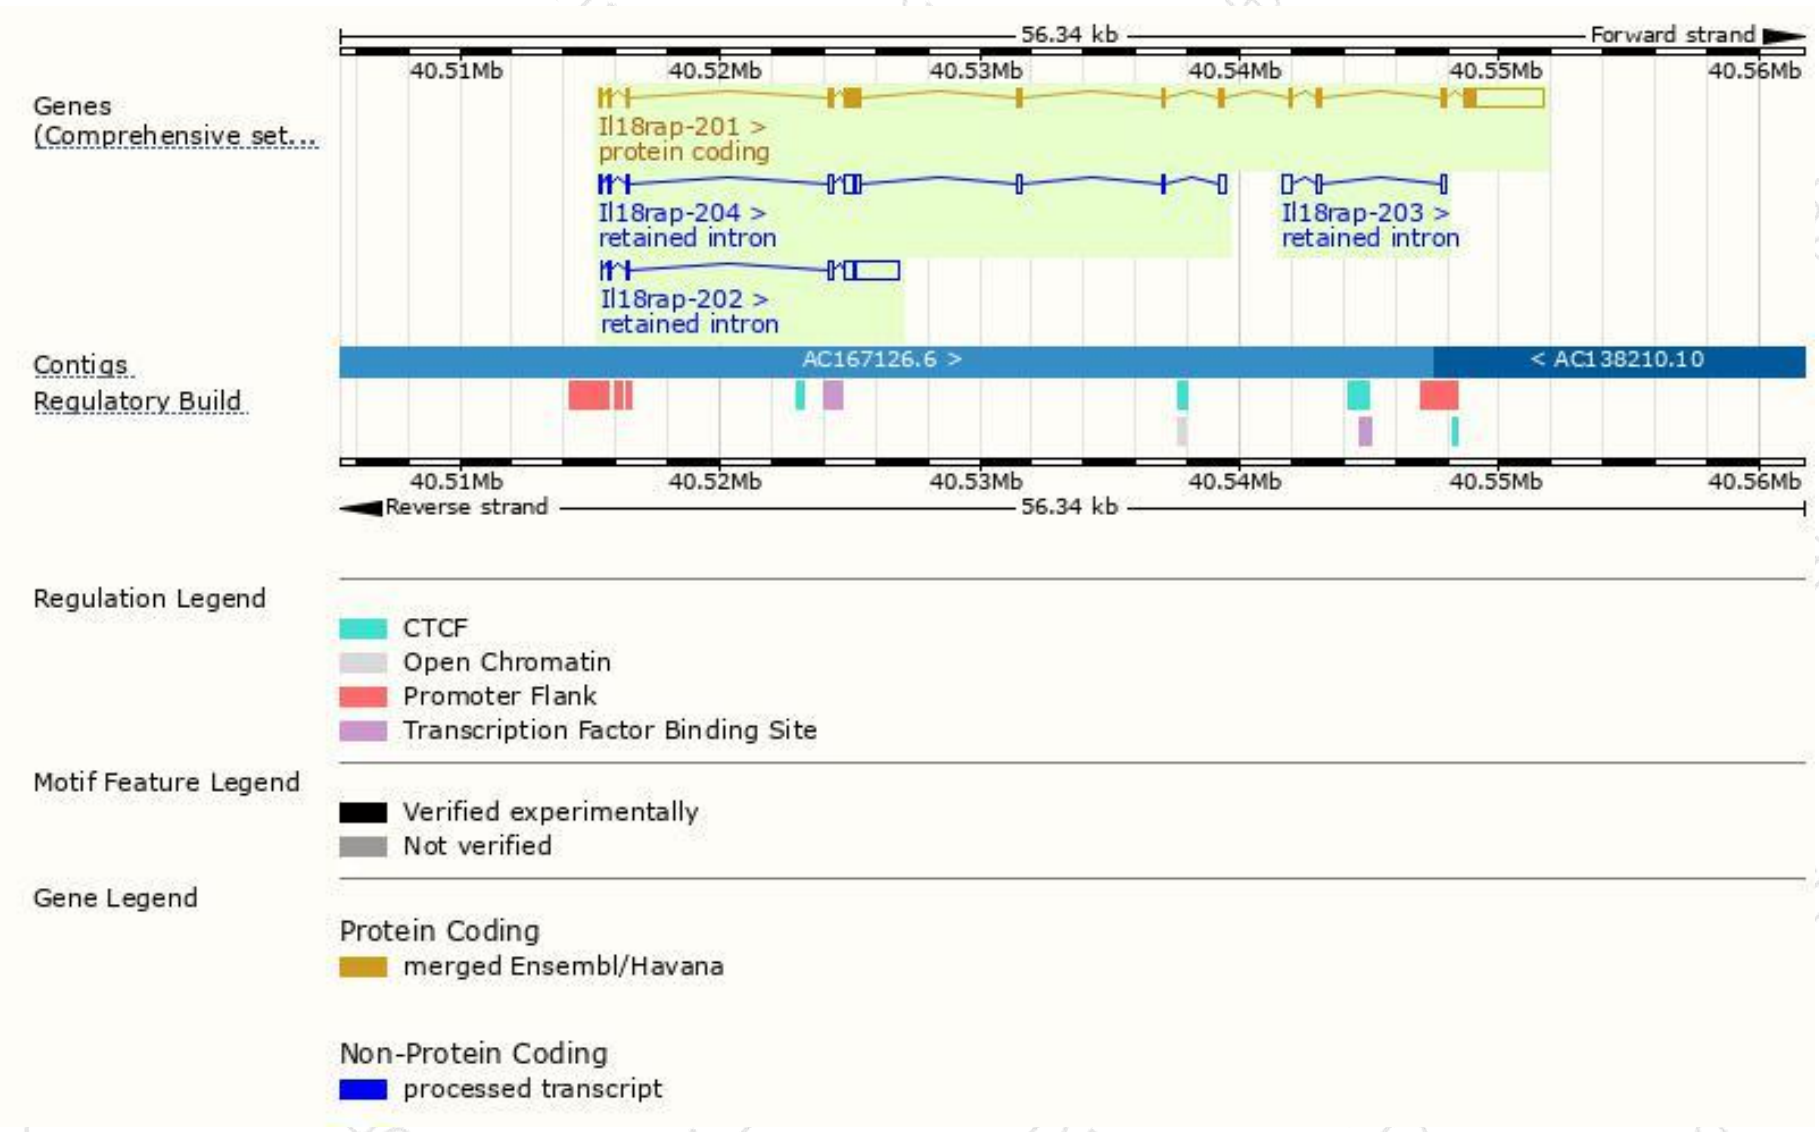 56.34 kb Forward strand
40.51Mb 40.52Mb 40.53Mb 40.54Mb 40.55Mb 40.56Mb
Genes
(Comprehensive set...
Il18rap-201 >
protein coding
Il18rap-204 > Il18rap-203 >
retained intron retained intron
Il18rap-202 >
retained intron
Contigs AC167126.6 > < AC138210.10
Regulatory Build
40.51Mb 40.52Mb 40.53Mb 40.54Mb 40.55Mb 40.56Mb
Reverse strand 56.34 kb
Regulation Legend
CTCF
Open Chromatin
Promoter Flank
Transcription Factor Binding Site
Motif Feature Legend
Verified experimentally
Not verified
Gene Legend
Protein Coding
merged Ensembl/Havana
Non-Protein Coding
processed transcript